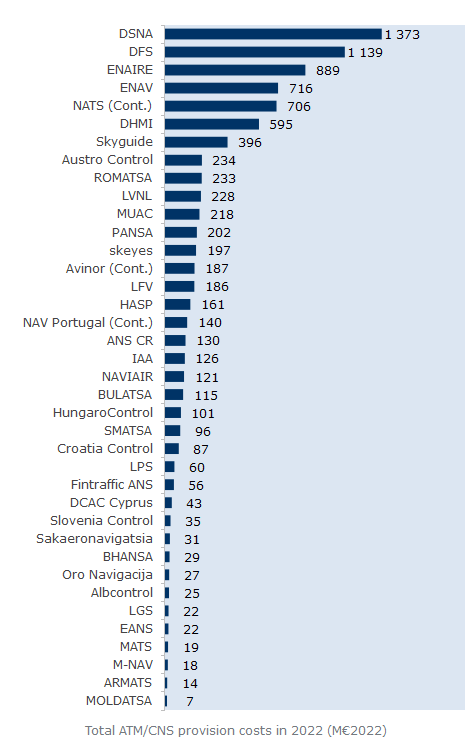 DSNA 1 373
DFS 1 139
ENAIRE 889
ENAV 716
NATS (Cont.) 706
DHMI 595
Skyguide 396
Austro Control 234
ROMATSA 233
LVNL 228
MUAC 218
PANSA 202
skeyes 197
Avinor (Cont.) 187
LFV 186
HASP 161
NAV Portugal (Cont.) 140
ANS CR 130
IAA 126
NAVIAIR 121
BULATSA 115
HungaroControl 101
SMATSA 96
Croatia Control 87
LPS 60
Fintraffic ANS 56
DCAC Cyprus 43
Slovenia Control 35
Sakaeronavigatsia 31
BHANSA 29
Oro Navigacija 27
Albcontrol 25
LGS 22
EANS 22
MATS 19
M-NAV 18
ARMATS 14
MOLDATSA 7
Total ATM/CNS provision costs in 2022 (M€2022)